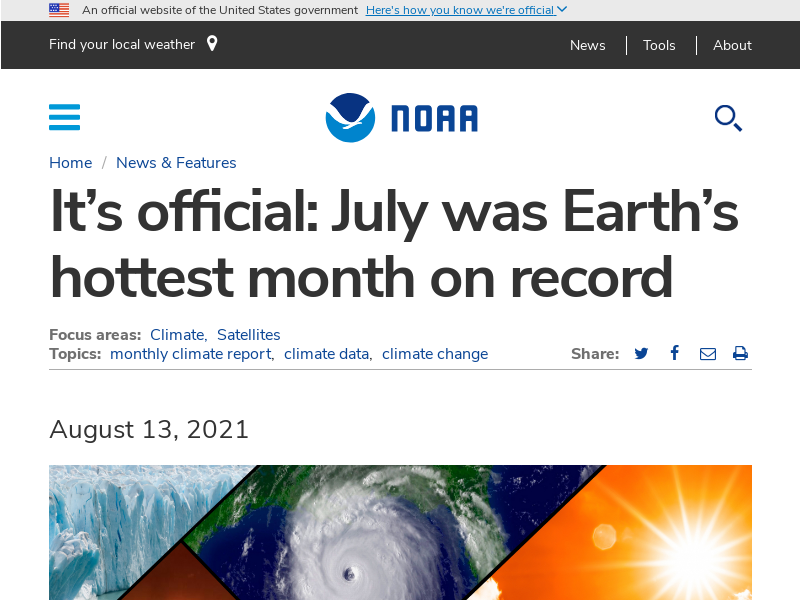 An official website of the United States government Here's how you know we're official
Find your local weather News Tools About
NOAA
Home / News & Features
It’s official: July was Earth’s
hottest month on record
Focus areas: Climate, Satellites
Topics: monthly climate report, climate data, climate change Share:
August 13, 2021